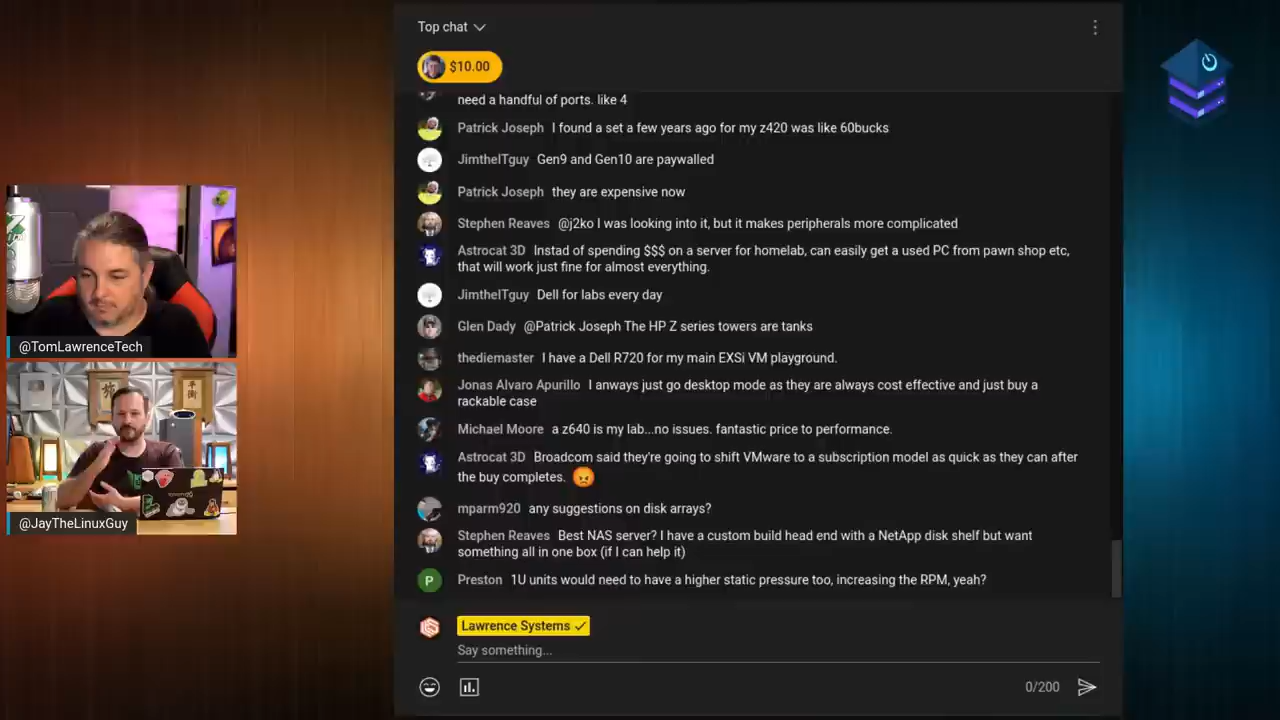 Top chat
$10.00
need a handful of ports. like 4
Patrick Joseph I found a set a few years ago for my z420 was like 60bucks
JimtheITguy Gen9 and Gen10 are paywalled
Patrick Joseph they are expensive now
Stephen Reaves @j2ko I was looking into it, but it makes peripherals more complicated
Astrocat 3D Instad of spending $$$ on a server for homelab, can easily get a used PC from pawn shop etc,
that will work just fine for almost everything.
JimtheITguy Dell for labs every day
Glen Dady @Patrick Joseph The HP Z series towers are tanks
thediemaster I have a Dell R720 for my main EXSi VM playground.
Jonas Alvaro Apurillo I anways just go desktop mode as they are always cost effective and just buy a
rackable case
Michael Moore a z640 is my lab...no issues. fantastic price to performance.
Astrocat 3D Broadcom said they're going to shift VMware to a subscription model as quick as they can after
the buy completes.
mparm920 any suggestions on disk arrays?
Stephen Reaves Best NAS server? I have a custom build head end with a NetApp disk shelf but want
something all in one box (if I can help it)
P Preston 1U units would need to have a higher static pressure too, increasing the RPM, yeah?
Lawrence Systems
Say something...
0/200
@TomLawrenceTech
@JayTheLinuxGuy